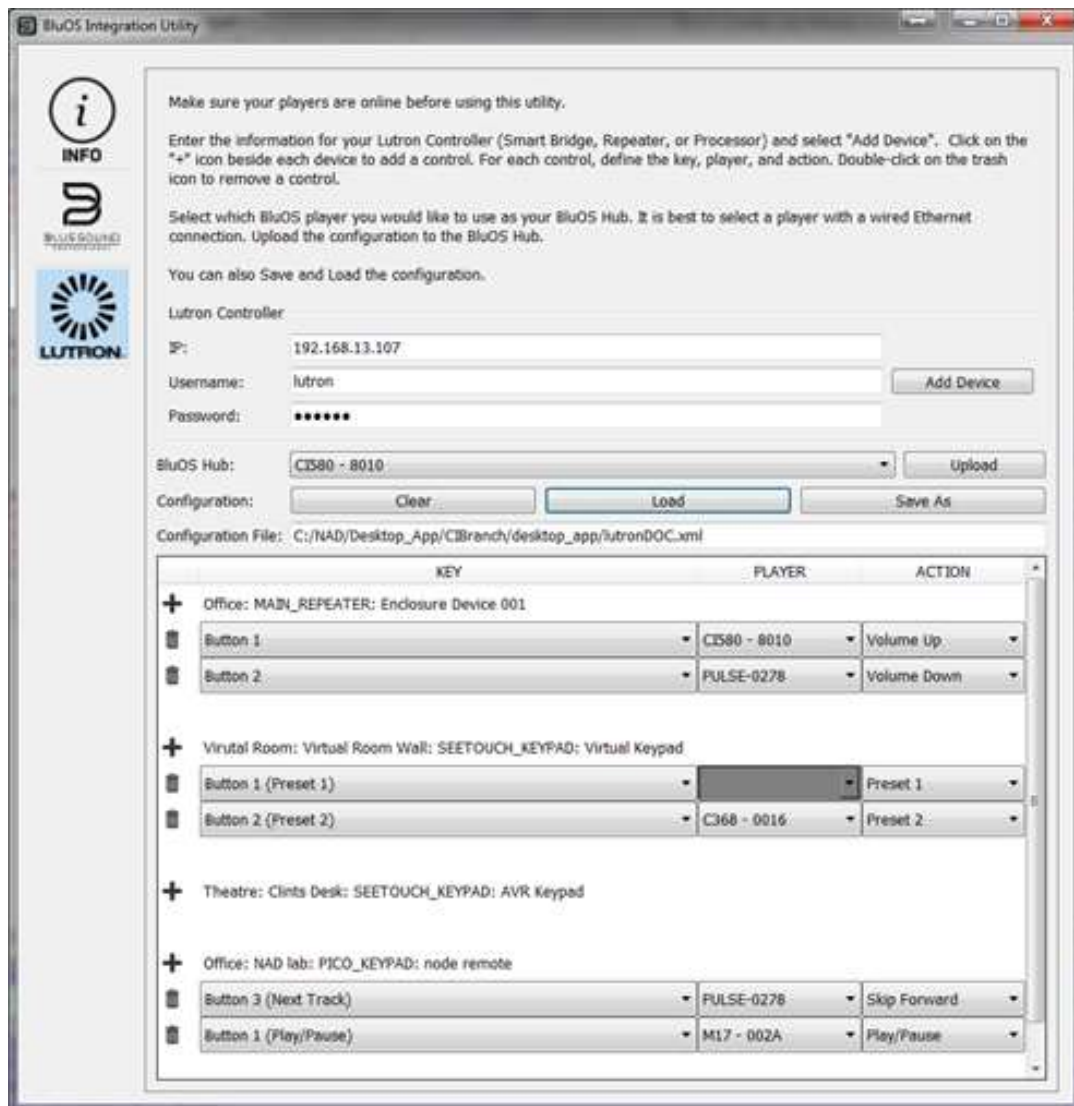 BluOS Integration Utility
INFO
Make sure your players are online before using this utility.
Enter the information for your Lutron Controller (Smart Bridge, Repeater, or Processor) and select "Add Device". Click on the
"+" icon beside each device to add a control. For each control, define the key, player, and action. Double-click on the trash
icon to remove a control.
BLUESOUND
Select which BluOS player you would like to use as your BluOS Hub. It is best to select a player with a wired Ethernet
connection. Upload the configuration to the BluOS Hub.
You can also Save and Load the configuration.
LUTRON
Lutron Controller
IP: 192.168.13.107
Username: lutron Add Device
Password: ●●●●●●
BluOS Hub: CI580 - 8010 Upload
Configuration: Clear Load Save As
Configuration File: C:/NAD/Desktop_App/CIBranch/desktop_app/lutronDOC.xml
KEY PLAYER ACTION
Office: MAIN_REPEATER: Enclosure Device 001
Button 1 CI580 - 8010 Volume Up
Button 2 PULSE-0278 Volume Down
Virutal Room: Virtual Room Wall: SEETOUCH_KEYPAD: Virtual Keypad
Button 1 (Preset 1) Preset 1
Button 2 (Preset 2) C368 - 0016 Preset 2
Theatre: Clints Desk: SEETOUCH_KEYPAD: AVR Keypad
Office: NAD lab: PICO_KEYPAD: node remote
Button 3 (Next Track) PULSE-0278 Skip Forward
Button 1 (Play/Pause) M17 - 002A Play/Pause